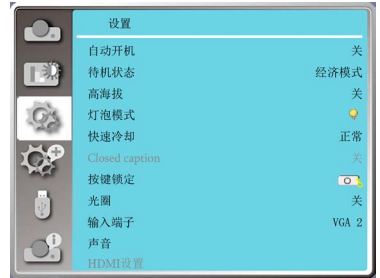 设置
自动开机 关
待机状态 经济模式
高海拔 关
灯泡模式
快速冷却 正常
Closed caption 关
按键锁定
光圈 关
输入端子 VGA 2
声音
HDMI设置